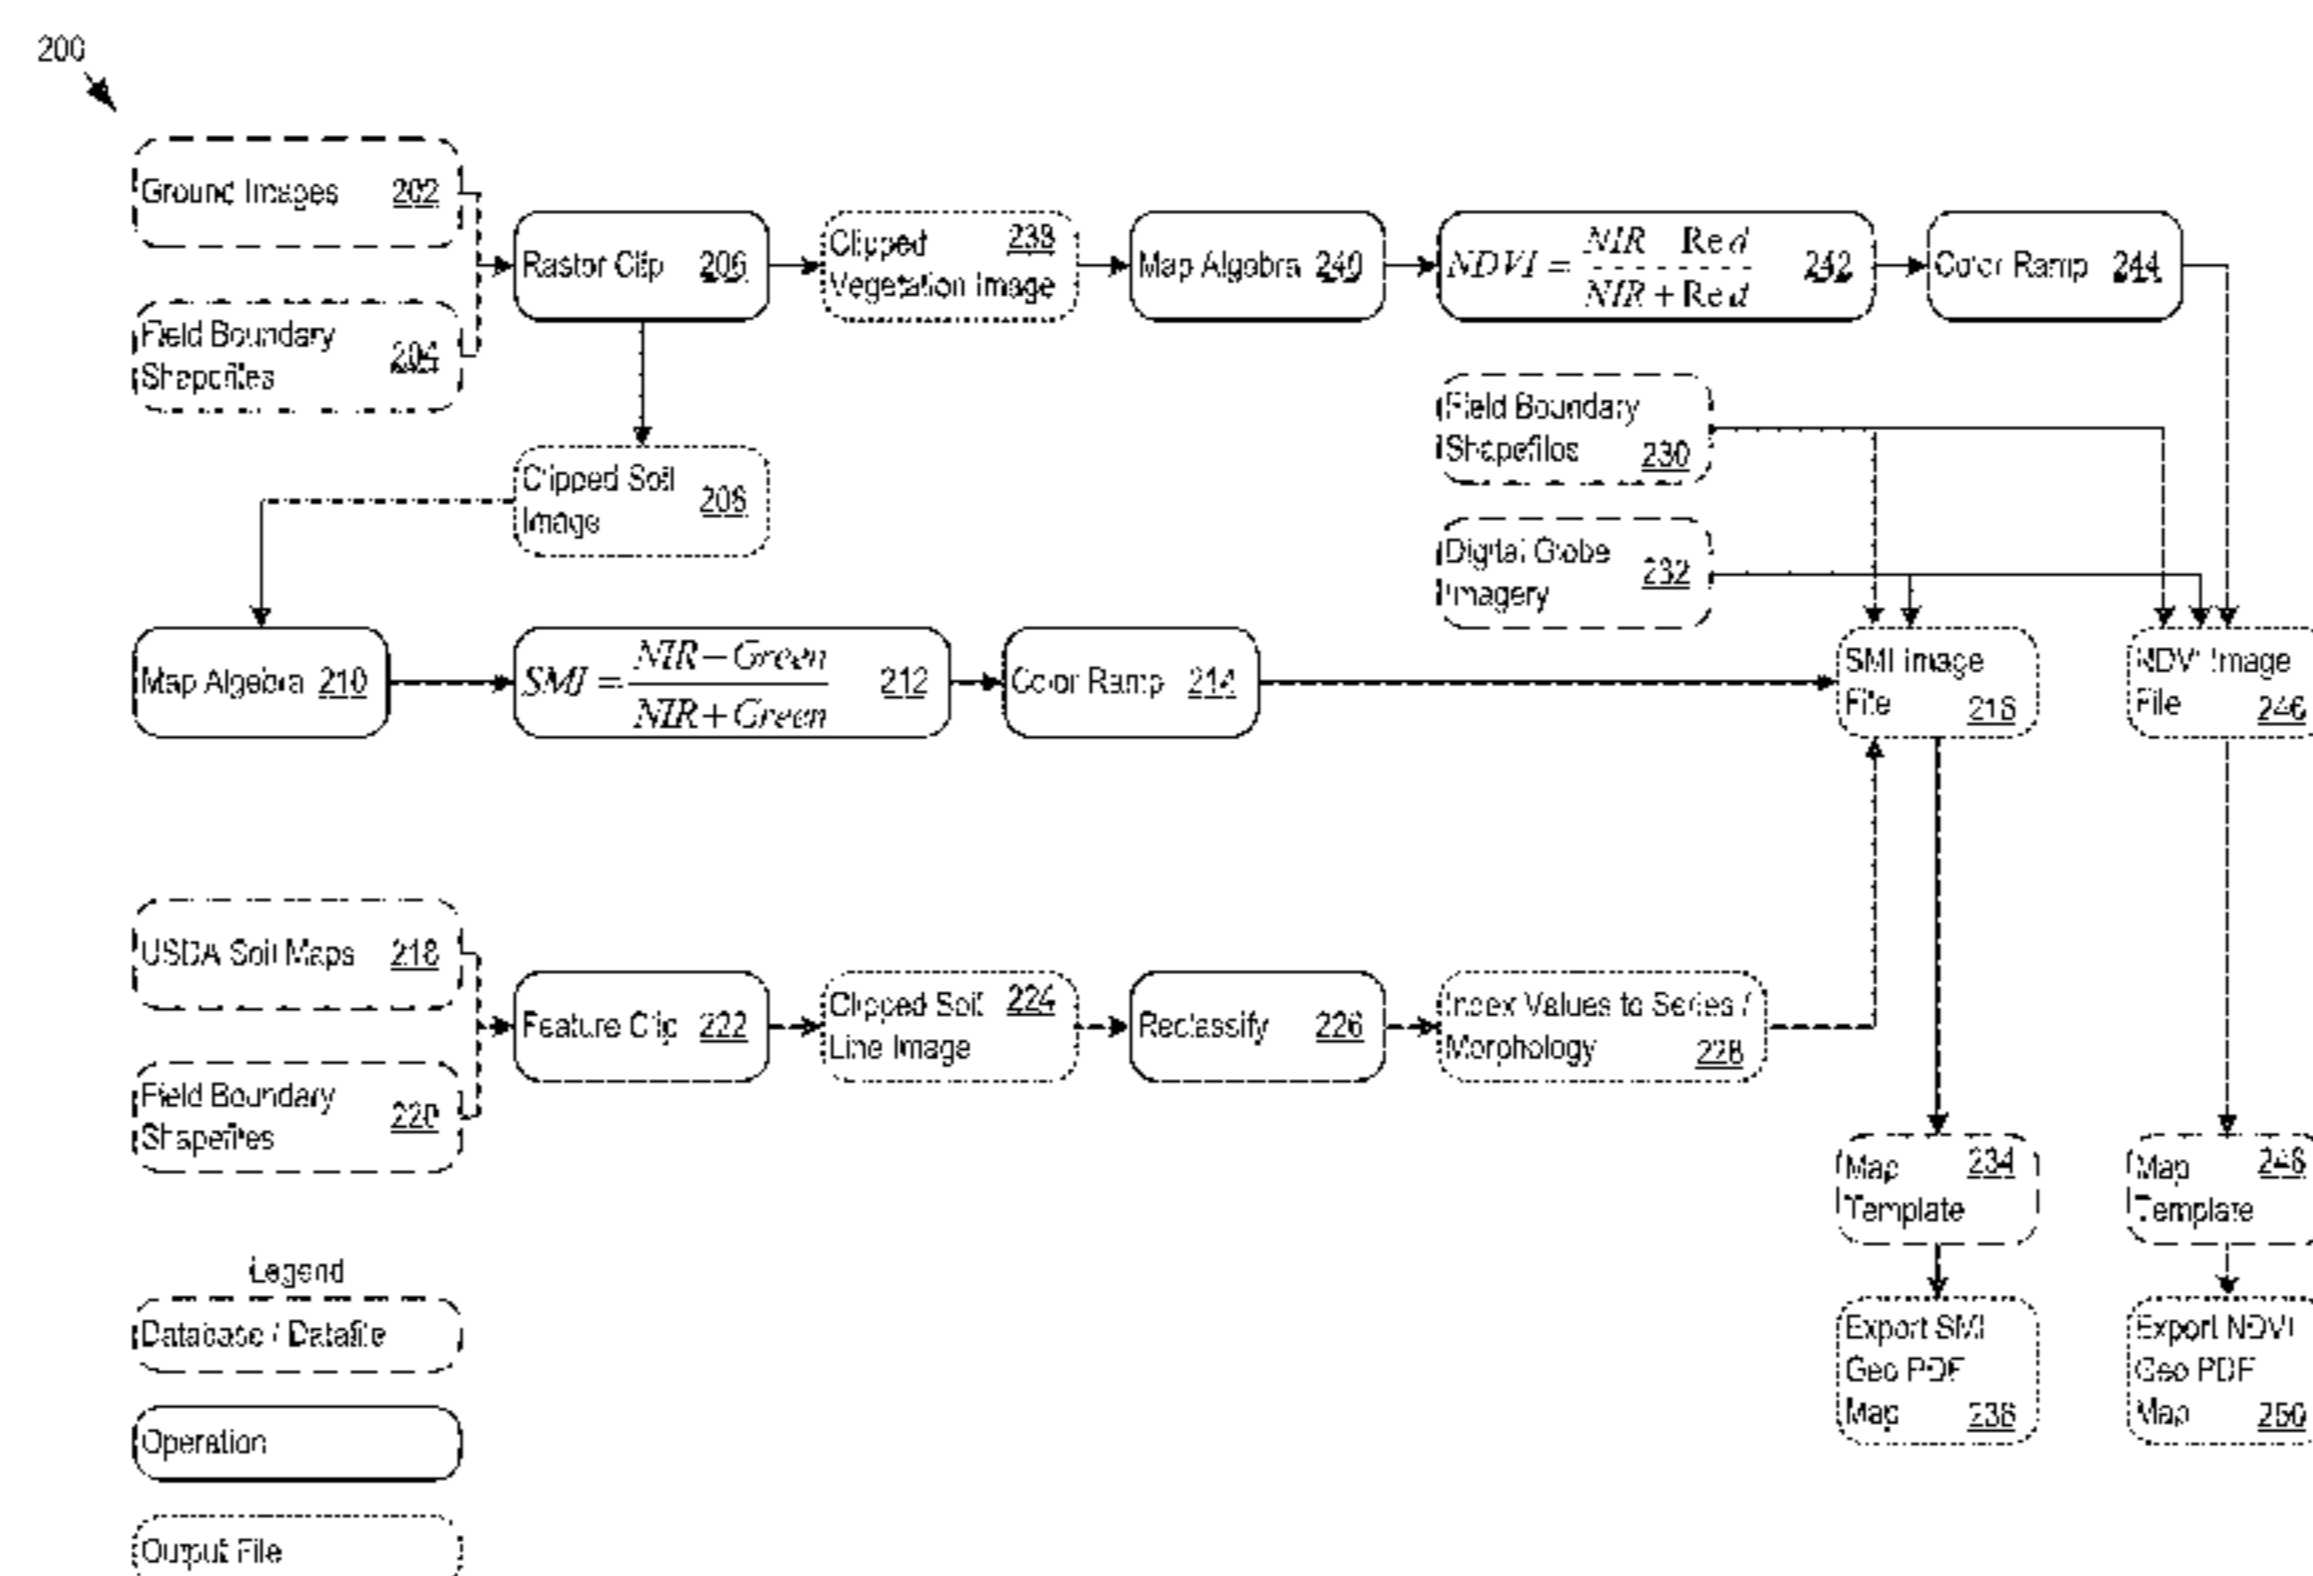 200
Ground Images 202
Field Boundary
Shapefiles 204
Raster Clip 206
Clipped 238
Vegetation Image
Map Algebra 240
NDVI = NIR - Red / NIR + Red 242
Color Ramp 244
Field Boundary
Shapefiles 230
Clipped Soil
Image 208
Digital Globe
Imagery 232
Map Algebra 210
SMI = NIR - Green / NIR + Green 212
Color Ramp 214
SMI Image
File 216
NDVI Image
File 246
USDA Soil Maps 218
Field Boundary
Shapefiles 220
Feature Clip 222
Clipped Soil 224
Line Image
Reclassify 226
Index Values to Series /
Morphology 228
Map 234
Template
Map 248
Template
Export SMI
Geo PDF
Map 236
Export NDVI
Geo PDF
Map 250
Legend
Database / Datafile
Operation
Output File